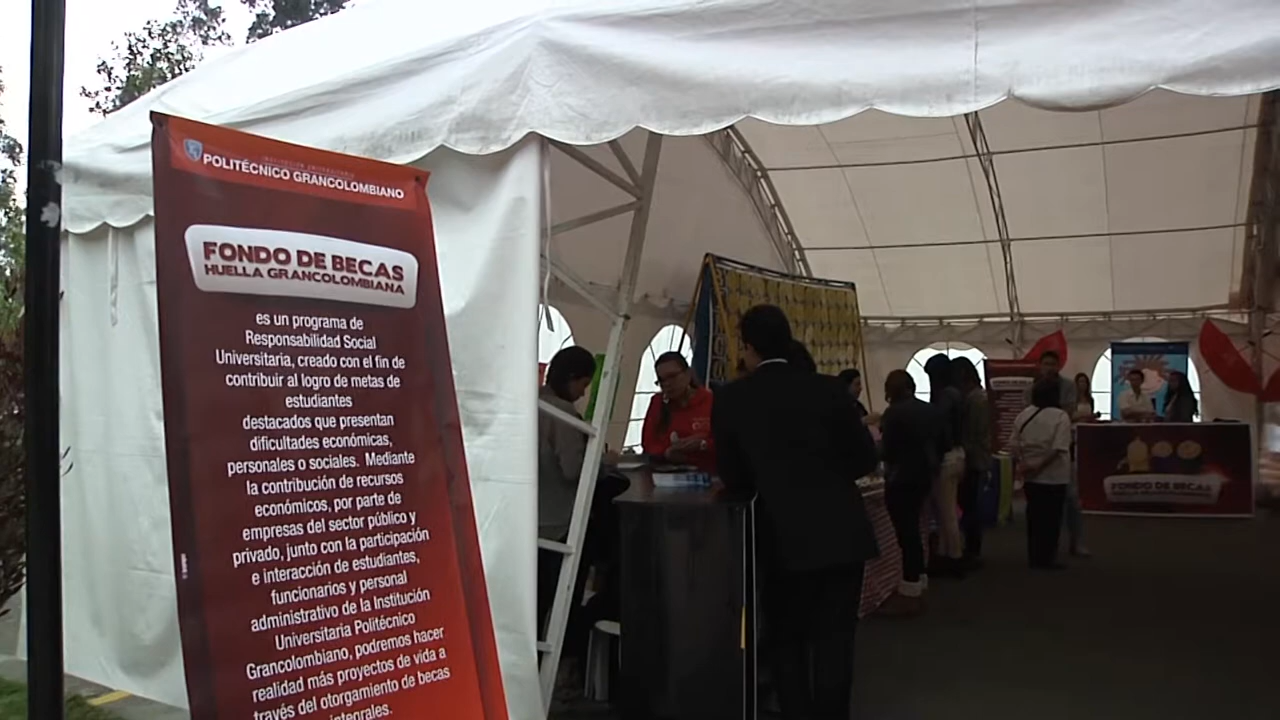 INSTITUCIÓN UNIVERSITARIA
POLITÉCNICO GRANCOLOMBIANO
FONDO DE BECAS
HUELLA GRANCOLOMBIANA
es un programa de
Responsabilidad Social
Universitaria, creado con el fin de
contribuir al logro de metas de
estudiantes
destacados que presentan
dificultades económicas,
personales o sociales. Mediante
la contribución de recursos
económicos, por parte de
empresas del sector público y
privado, junto con la participación
e interacción de estudiantes,
funcionarios y personal
administrativo de la Institución
Universitaria Politécnico
Grancolombiano, podremos hacer
realidad más proyectos de vida a
través del otorgamiento de becas
integrales.
FONDO DE BECAS
HUELLA GRANCOLOMBIANA